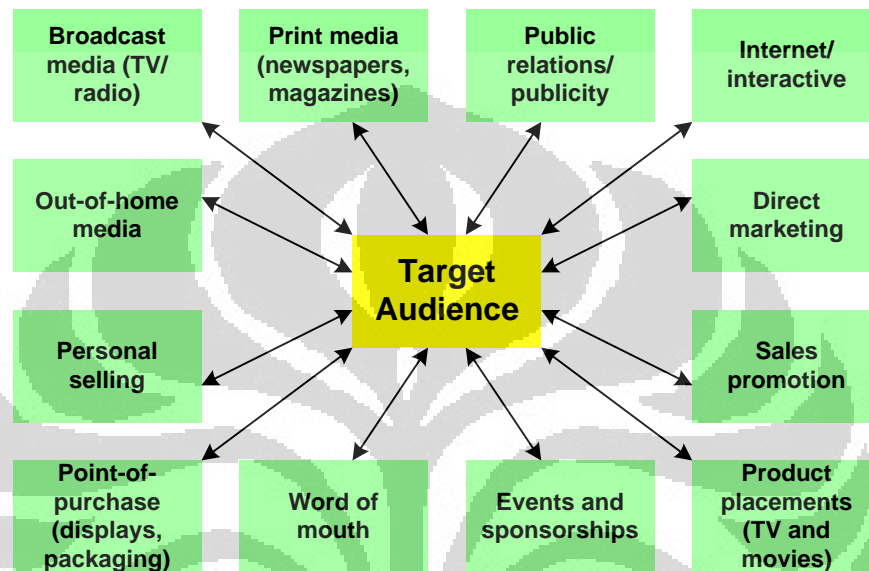 Broadcast
media (TV/
radio)
Print media
(newspapers,
magazines)
Public
relations/
publicity
Internet/
interactive
Out-of-home
media
Direct
marketing
Target
Audience
Personal
selling
Sales
promotion
Point-of-
purchase
(displays,
packaging)
Word of
mouth
Events and
sponsorships
Product
placements
(TV and
movies)